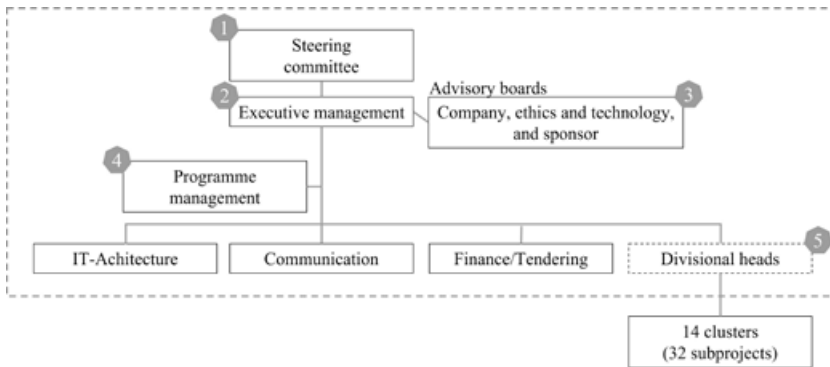 1
Steering
committee
2
Executive management
Advisory boards
3
Company, ethics and technology,
and sponsor
4
Programme
management
IT-Achitecture
Communication
Finance/Tendering
5
Divisional heads
14 clusters
(32 subprojects)